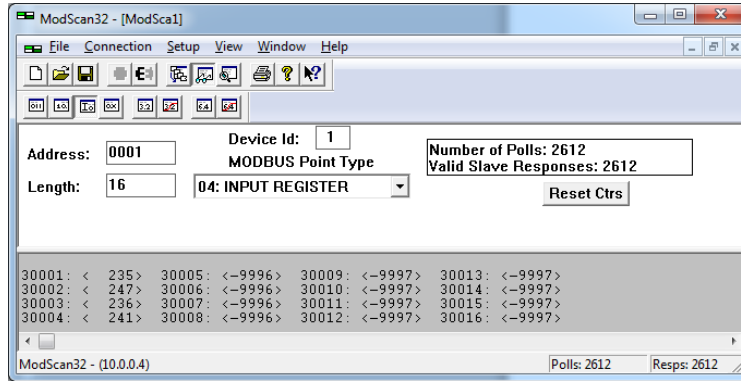 ModScan32 - [ModSca1]
File Connection Setup View Window Help
Address: 0001
Device Id: 1
MODBUS Point Type
Length: 16
04: INPUT REGISTER
Number of Polls: 2612
Valid Slave Responses: 2612
Reset Ctrs
30001: < 235> 30005: <-9996> 30009: <-9997> 30013: <-9997>
30002: < 247> 30006: <-9996> 30010: <-9997> 30014: <-9997>
30003: < 236> 30007: <-9996> 30011: <-9997> 30015: <-9997>
30004: < 241> 30008: <-9996> 30012: <-9997> 30016: <-9997>
ModScan32 - (10.0.0.4) Polls: 2612 Resps: 2612